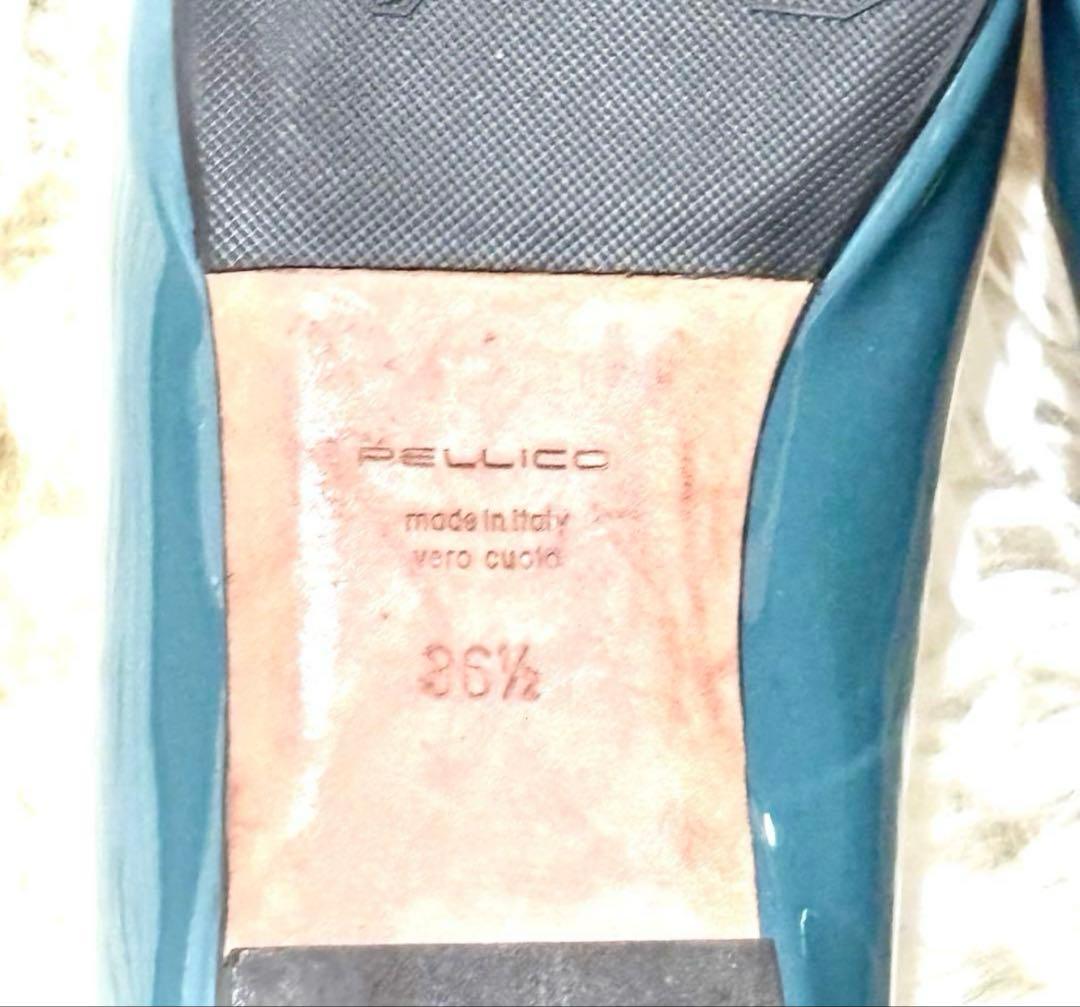 PELLICO
made in Italy
vero cuoio
36½